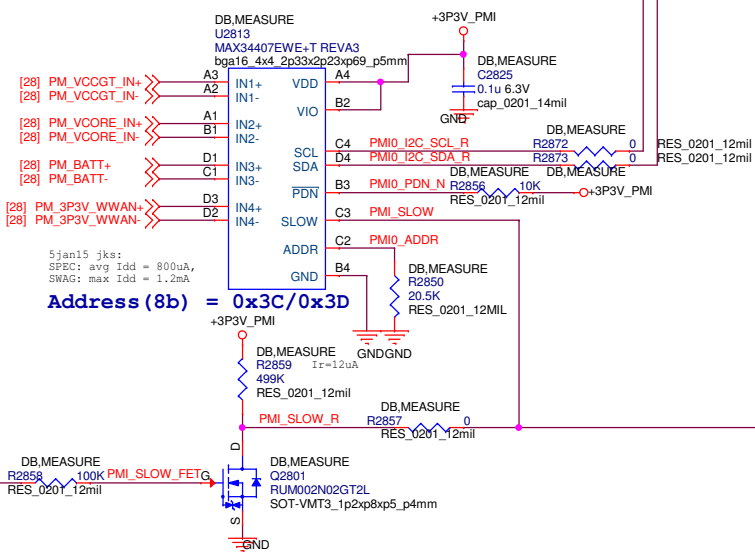 DB,MEASURE
U2813
MAX34407EWE+T REVA3
bga16_4x4_2p33x2p23xp69_p5mm
+3P3V_PMI
DB,MEASURE
C2825
0.1u 6.3V
cap_0201_14mil
GND
[28] PM_VCCGT_IN+
[28] PM_VCCGT_IN-
[28] PM_VCORE_IN+
[28] PM_VCORE_IN-
[28] PM_BATT+
[28] PM_BATT-
[28] PM_3P3V_WWAN+
[28] PM_3P3V_WWAN-
A3
A2
A1
B1
D1
C1
D3
D2
IN1+
IN1-
IN2+
IN2-
IN3+
IN3-
IN4+
IN4-
VDD
VIO
SCL
SDA
PDN
SLOW
ADDR
GND
A4
B2
C4
D4
B3
C3
C2
B4
PMI0_I2C_SCL_R
PMI0_I2C_SDA_R
PMI0_PDN_N
PMI_SLOW
PMI0_ADDR
DB,MEASURE
R2872 0 RES_0201_12mil
R2873 0 RES_0201_12mil
DB,MEASURE
DB,MEASURE
R2856 10K
RES_0201_12mil
+3P3V_PMI
5jan15 jks:
SPEC: avg Idd = 800uA,
SWAG: max Idd = 1.2mA
Address(8b) = 0x3C/0x3D
DB,MEASURE
R2850
20.5K
RES_0201_12MIL
GND
GND
+3P3V_PMI
DB,MEASURE
R2859 Ir=12uA
499K
RES_0201_12mil
PMI_SLOW_R
DB,MEASURE
R2857 0
RES_0201_12mil
DB,MEASURE
R2858 100K
RES_0201_12mil
PMI_SLOW_FET
G
D
S
DB,MEASURE
Q2801
RUM002N02GT2L
SOT-VMT3_1p2xp8xp5_p4mm
GND